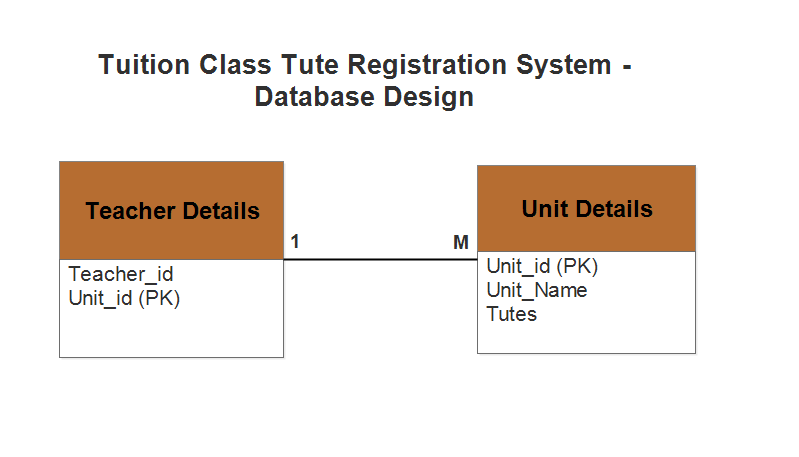 Tuition Class Tute Registration System -
Database Design
Teacher Details
Unit Details
1
M
Teacher_id
Unit_id (PK)
Unit_id (PK)
Unit_Name
Tutes